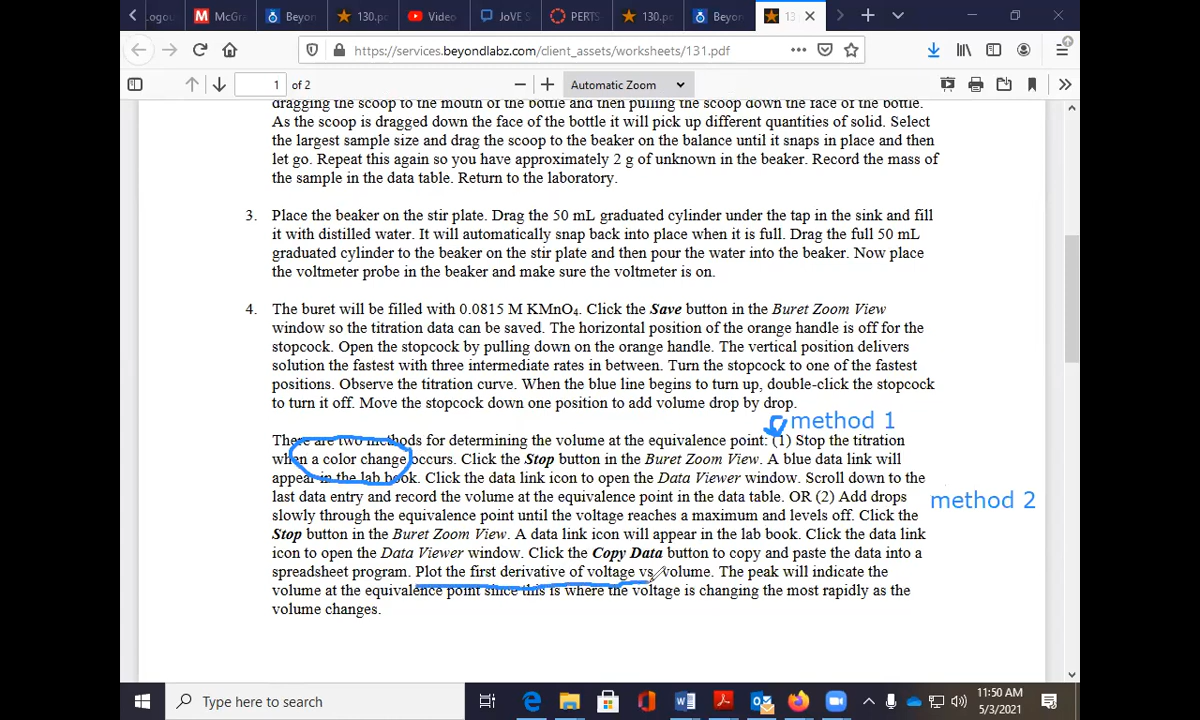 .ogou
McGr
Beyon
130.p
Video
JoVE S
PERTS
130.p
Beyon
13
https://services.beyondlabz.com/client_assets/worksheets/131.pdf
1 of 2
Automatic Zoom
dragging the scoop to the mouth of the bottle and then pulling the scoop down the face of the bottle.
As the scoop is dragged down the face of the bottle it will pick up different quantities of solid. Select
the largest sample size and drag the scoop to the beaker on the balance until it snaps in place and then
let go. Repeat this again so you have approximately 2 g of unknown in the beaker. Record the mass of
the sample in the data table. Return to the laboratory.
3. Place the beaker on the stir plate. Drag the 50 mL graduated cylinder under the tap in the sink and fill
it with distilled water. It will automatically snap back into place when it is full. Drag the full 50 mL
graduated cylinder to the beaker on the stir plate and then pour the water into the beaker. Now place
the voltmeter probe in the beaker and make sure the voltmeter is on.
4. The buret will be filled with 0.0815 M KMnO₄. Click the Save button in the Buret Zoom View
window so the titration data can be saved. The horizontal position of the orange handle is off for the
stopcock. Open the stopcock by pulling down on the orange handle. The vertical position delivers
solution the fastest with three intermediate rates in between. Turn the stopcock to one of the fastest
positions. Observe the titration curve. When the blue line begins to turn up, double-click the stopcock
to turn it off. Move the stopcock down one position to add volume drop by drop.
method 1
There are two methods for determining the volume at the equivalence point: (1) Stop the titration
when a color change occurs. Click the Stop button in the Buret Zoom View. A blue data link will
appear in the lab book. Click the data link icon to open the Data Viewer window. Scroll down to the
last data entry and record the volume at the equivalence point in the data table. OR (2) Add drops
method 2
slowly through the equivalence point until the voltage reaches a maximum and levels off. Click the
Stop button in the Buret Zoom View. A data link icon will appear in the lab book. Click the data link
icon to open the Data Viewer window. Click the Copy Data button to copy and paste the data into a
spreadsheet program. Plot the first derivative of voltage vs volume. The peak will indicate the
volume at the equivalence point since this is where the voltage is changing the most rapidly as the
volume changes.
Type here to search
11:50 AM
5/3/2021